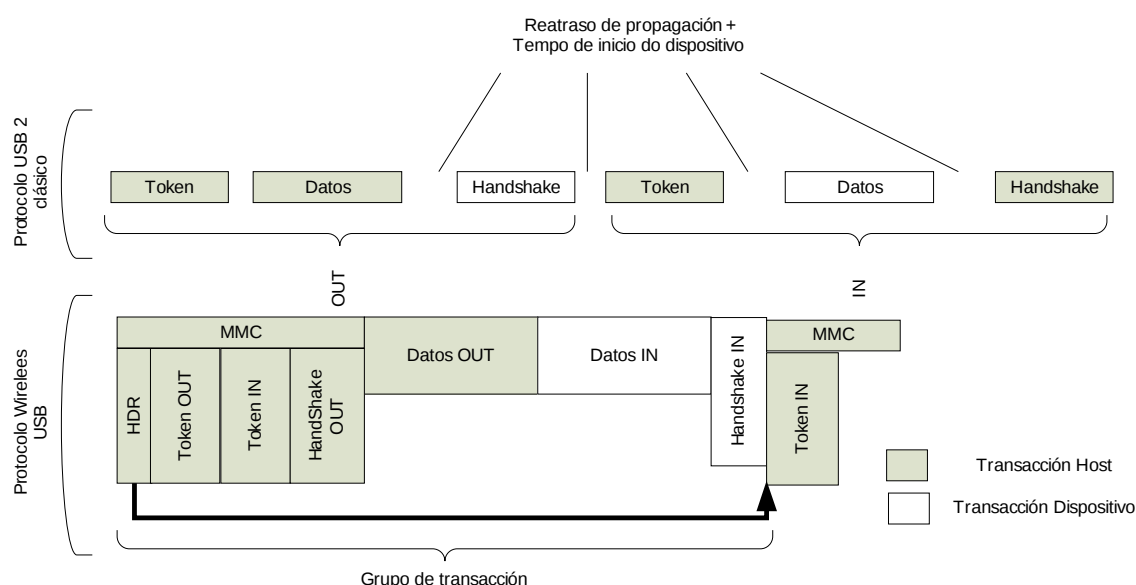 Reatraso de propagación +
Tempo de inicio do dispositivo
Protocolo USB 2
clásico
Token
Datos
Handshake
Token
Datos
Handshake
OUT
IN
Protocolo Wirelees
USB
MMC
HDR
Token OUT
Token IN
HandShake
OUT
Datos OUT
Datos IN
Handshake IN
MMC
Token IN
Transacción Host
Transacción Dispositivo
Grupo de transacción